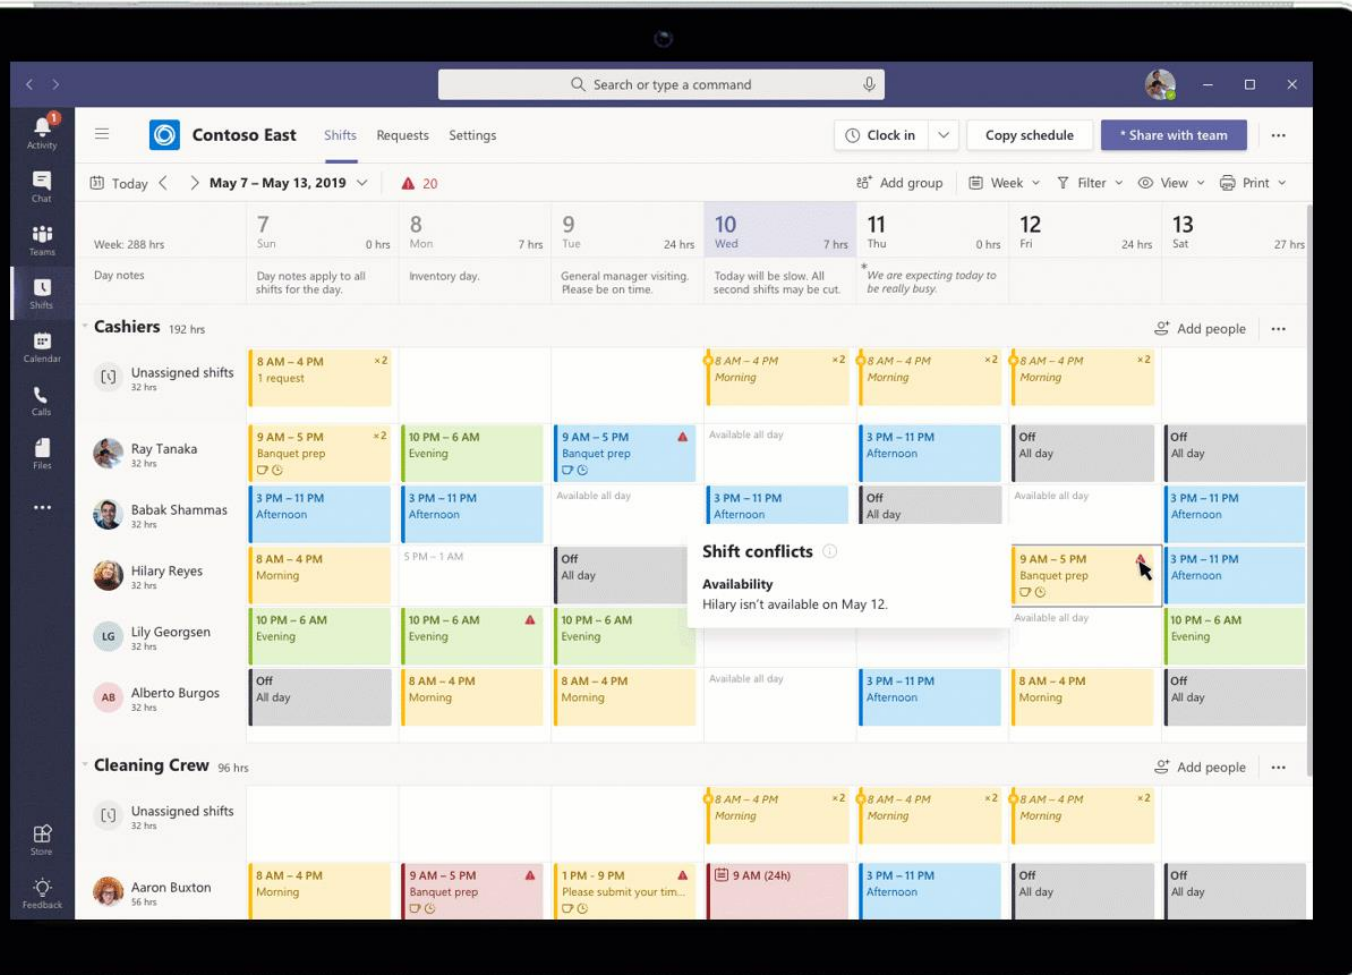 Search or type a command
1
Activity
Chat
Teams
Shifts
Calendar
Calls
Files
Store
Feedback
Contoso East
Shifts
Requests
Settings
Clock in
Copy schedule
* Share with team
Today
May 7 – May 13, 2019
20
Add group
Week
Filter
View
Print
Week: 288 hrs
7
Sun
0 hrs
8
Mon
7 hrs
9
Tue
24 hrs
10
Wed
7 hrs
11
Thu
0 hrs
12
Fri
24 hrs
13
Sat
27 hrs
Day notes
Day notes apply to all
shifts for the day.
Inventory day.
General manager visiting.
Please be on time.
Today will be slow. All
second shifts may be cut.
* We are expecting today to
be really busy.
Cashiers 192 hrs
Add people
Unassigned shifts
32 hrs
8 AM – 4 PM ×2
1 request
8 AM – 4 PM ×2
Morning
8 AM – 4 PM ×2
Morning
8 AM – 4 PM ×2
Morning
Ray Tanaka
32 hrs
9 AM – 5 PM ×2
Banquet prep
10 PM – 6 AM
Evening
9 AM – 5 PM
Banquet prep
Available all day
3 PM – 11 PM
Afternoon
Off
All day
Off
All day
Babak Shammas
32 hrs
3 PM – 11 PM
Afternoon
3 PM – 11 PM
Afternoon
Available all day
3 PM – 11 PM
Afternoon
Off
All day
Available all day
3 PM – 11 PM
Afternoon
Hilary Reyes
32 hrs
8 AM – 4 PM
Morning
5 PM – 1 AM
Off
All day
Shift conflicts
Availability
Hilary isn't available on May 12.
9 AM – 5 PM
Banquet prep
3 PM – 11 PM
Afternoon
LG
Lily Georgsen
32 hrs
10 PM – 6 AM
Evening
10 PM – 6 AM
Evening
10 PM – 6 AM
Evening
Available all day
10 PM – 6 AM
Evening
AB
Alberto Burgos
32 hrs
Off
All day
8 AM – 4 PM
Morning
8 AM – 4 PM
Morning
Available all day
3 PM – 11 PM
Afternoon
8 AM – 4 PM
Morning
Off
All day
Cleaning Crew 96 hrs
Add people
Unassigned shifts
32 hrs
8 AM – 4 PM ×2
Morning
8 AM – 4 PM ×2
Morning
8 AM – 4 PM ×2
Morning
Aaron Buxton
56 hrs
8 AM – 4 PM
Morning
9 AM – 5 PM
Banquet prep
1 PM - 9 PM
Please submit your tim...
9 AM (24h)
3 PM – 11 PM
Afternoon
Off
All day
Off
All day